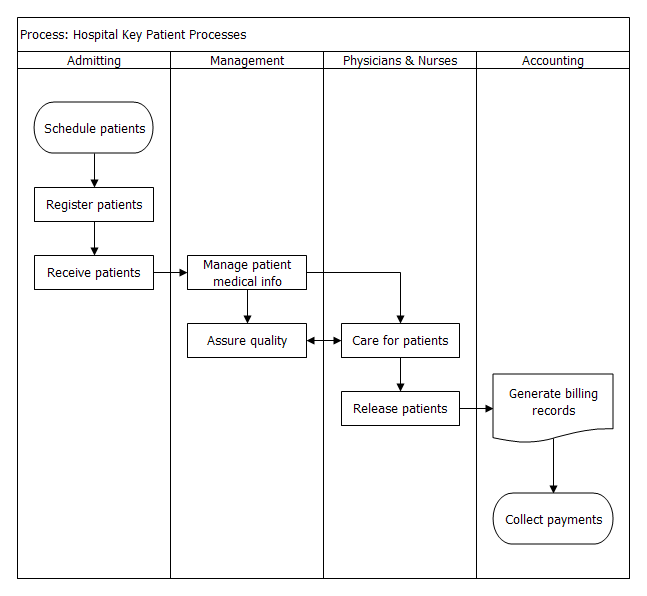 Process: Hospital Key Patient Processes
Admitting
Management
Physicians & Nurses
Accounting
Schedule patients
Register patients
Receive patients
Manage patient
medical info
Assure quality
Care for patients
Release patients
Generate billing
records
Collect payments